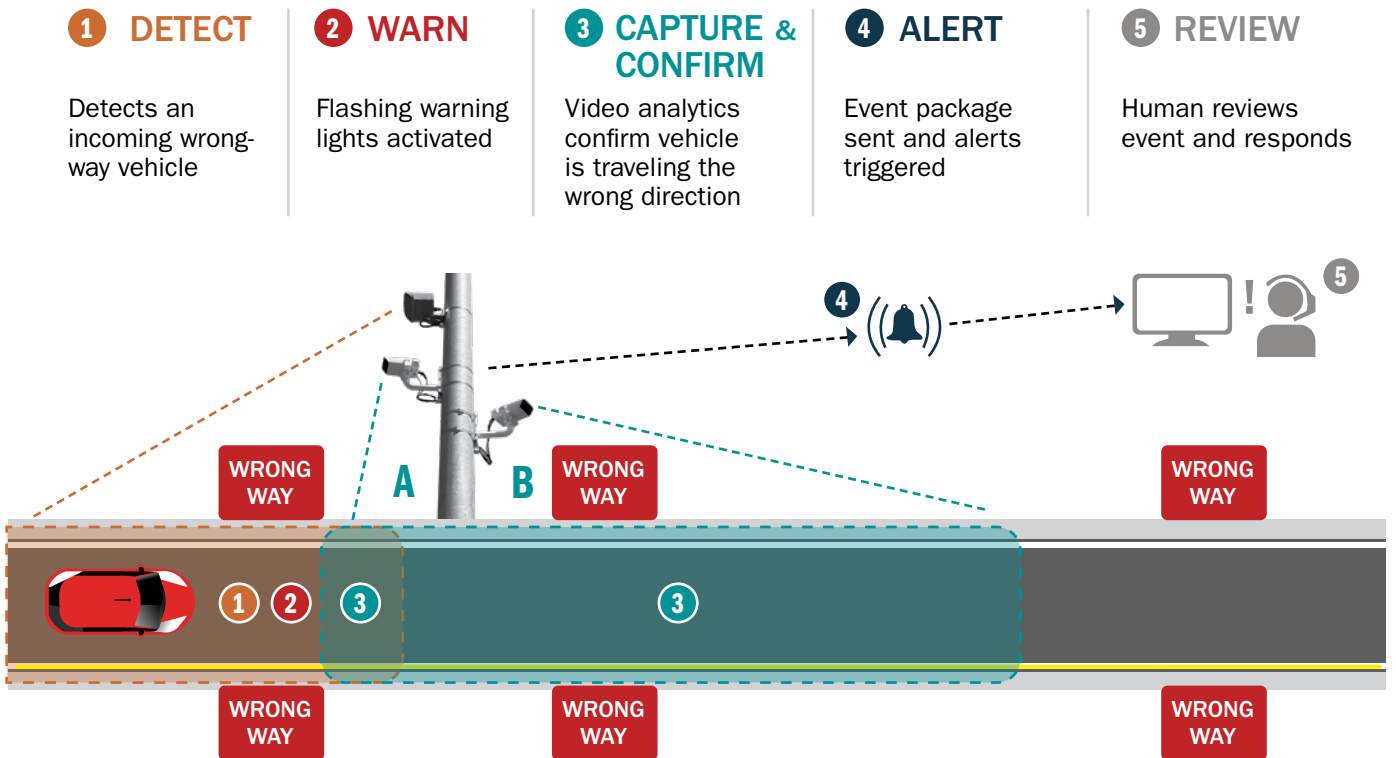 1 DETECT
Detects an
incoming wrong-
way vehicle
2 WARN
Flashing warning
lights activated
3 CAPTURE &
CONFIRM
Video analytics
confirm vehicle
is traveling the
wrong direction
4 ALERT
Event package
sent and alerts
triggered
5 REVIEW
Human reviews
event and responds
4
!
5
A
B
WRONG
WAY
WRONG
WAY
WRONG
WAY
1
2
3
3
WRONG
WAY
WRONG
WAY
WRONG
WAY